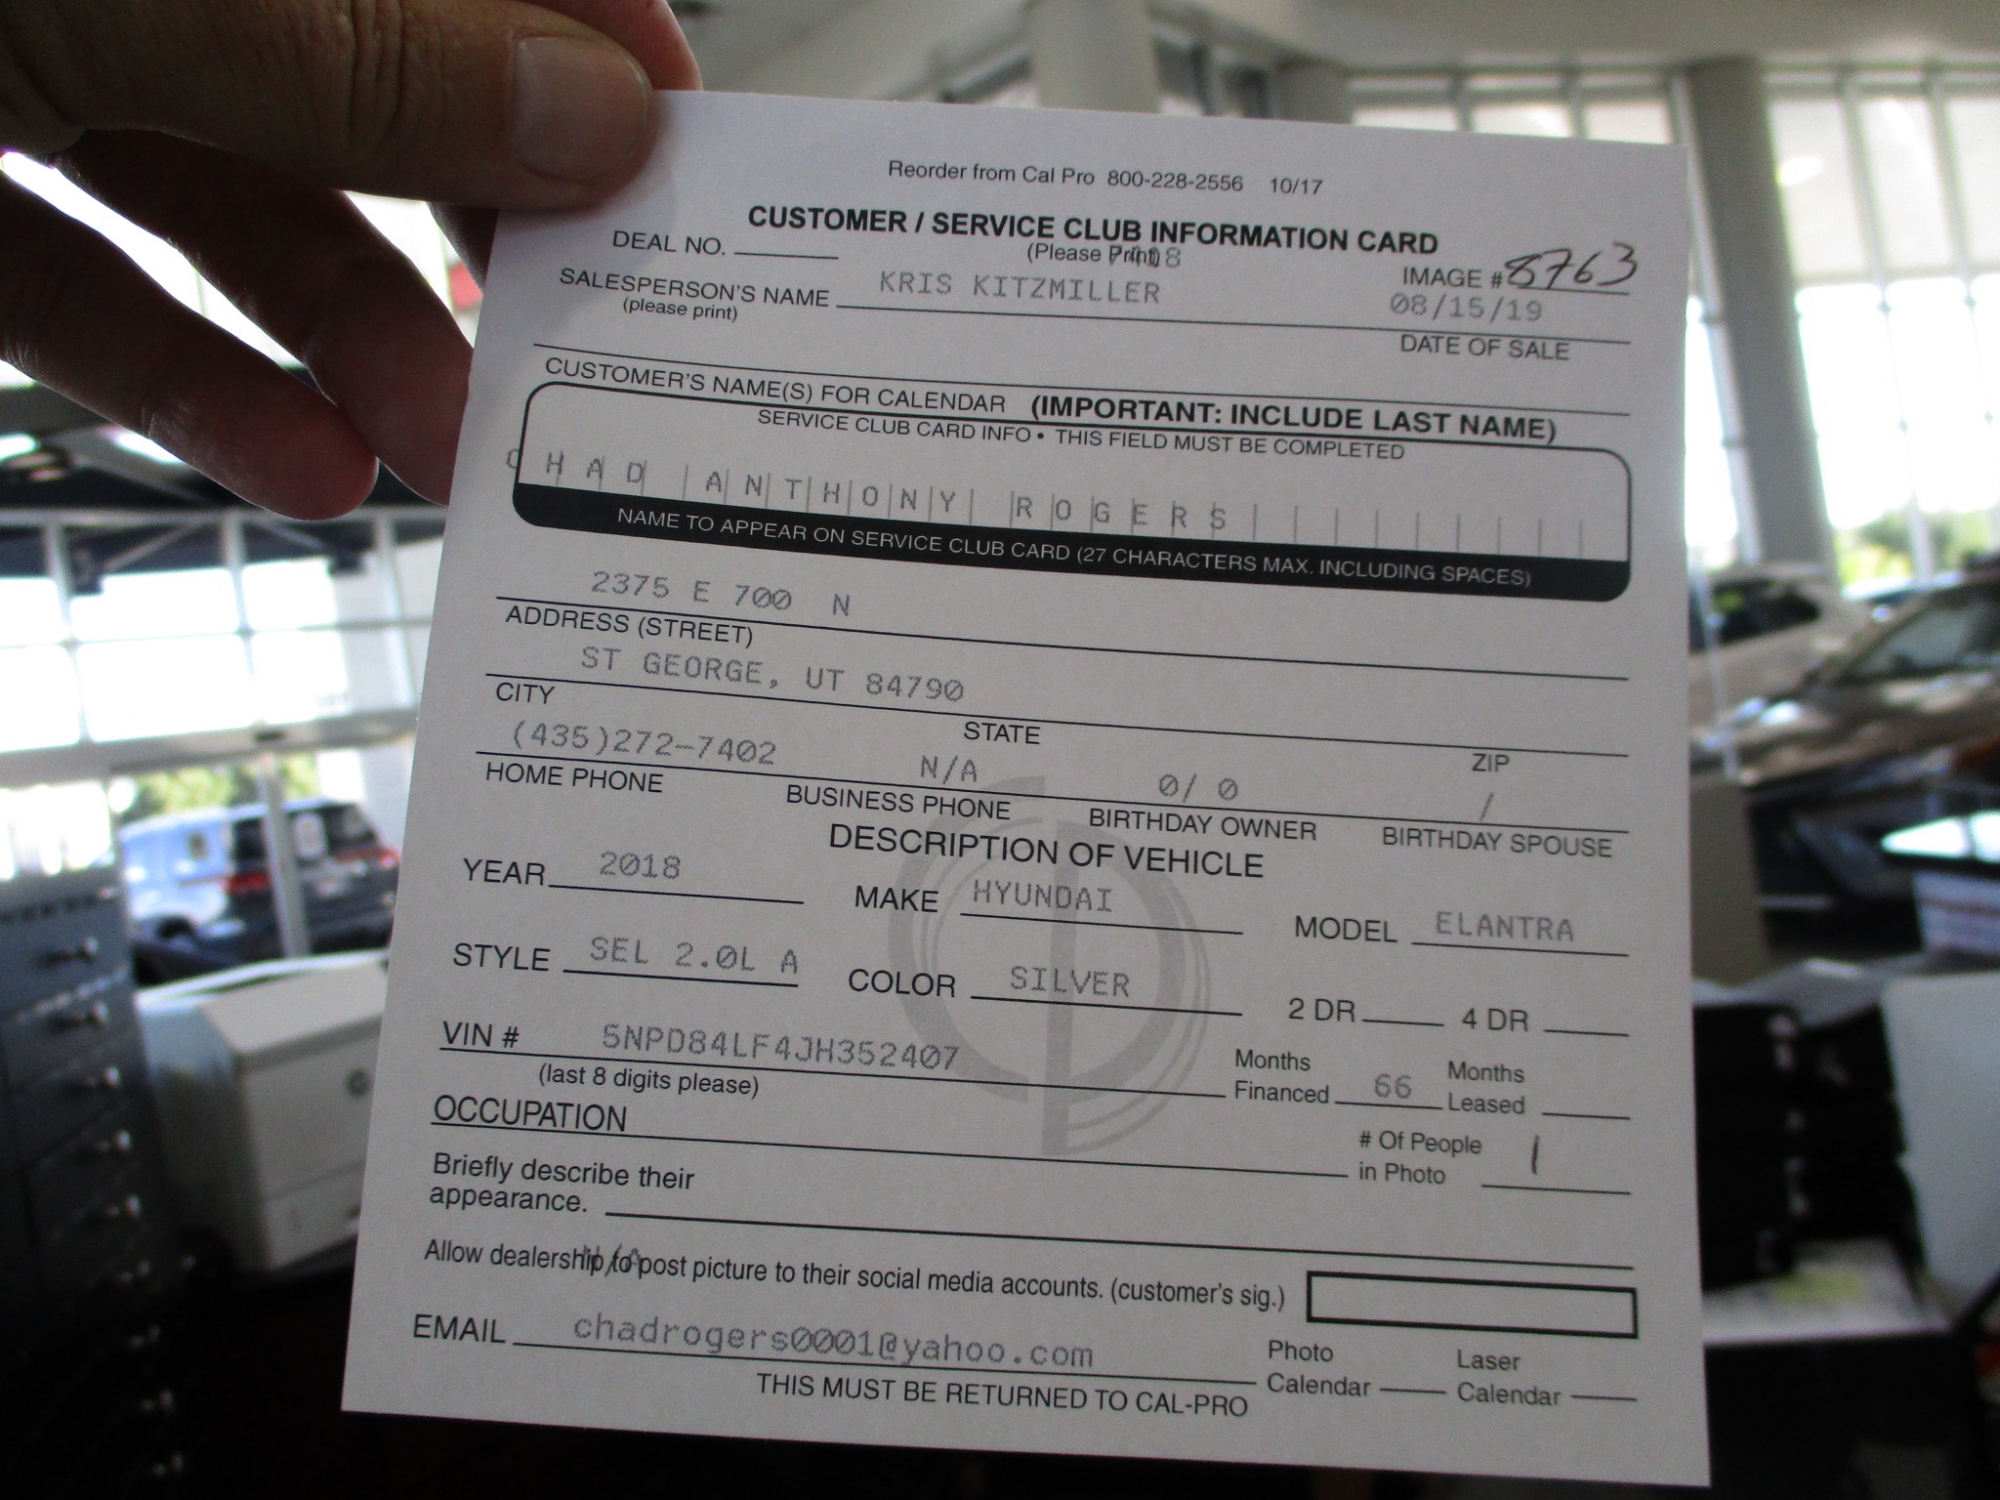 Reorder from Cal Pro 800-228-2556 10/17
CUSTOMER / SERVICE CLUB INFORMATION CARD
(Please Print)
DEAL NO.
IMAGE # 8763
SALESPERSON'S NAME KRIS KITZMILLER 08/15/19
(please print) DATE OF SALE
CUSTOMER'S NAME(S) FOR CALENDAR (IMPORTANT: INCLUDE LAST NAME)
SERVICE CLUB CARD INFO • THIS FIELD MUST BE COMPLETED
CHAD ANTHONY ROGERS
NAME TO APPEAR ON SERVICE CLUB CARD (27 CHARACTERS MAX. INCLUDING SPACES)
2375 E 700 N
ADDRESS (STREET)
ST GEORGE, UT 84790
CITY STATE ZIP
(435)272-7402 N/A 0/ 0 /
HOME PHONE BUSINESS PHONE BIRTHDAY OWNER BIRTHDAY SPOUSE
DESCRIPTION OF VEHICLE
YEAR 2018 MAKE HYUNDAI MODEL ELANTRA
STYLE SEL 2.0L A COLOR SILVER 2 DR 4 DR
VIN # 5NPD84LF4JH352407 Months Financed 66 Months Leased
(last 8 digits please)
OCCUPATION
# Of People in Photo 1
Briefly describe their
appearance.
N/A
Allow dealership to post picture to their social media accounts. (customer's sig.)
EMAIL chadrogers0001@yahoo.com Photo Calendar Laser Calendar
THIS MUST BE RETURNED TO CAL-PRO